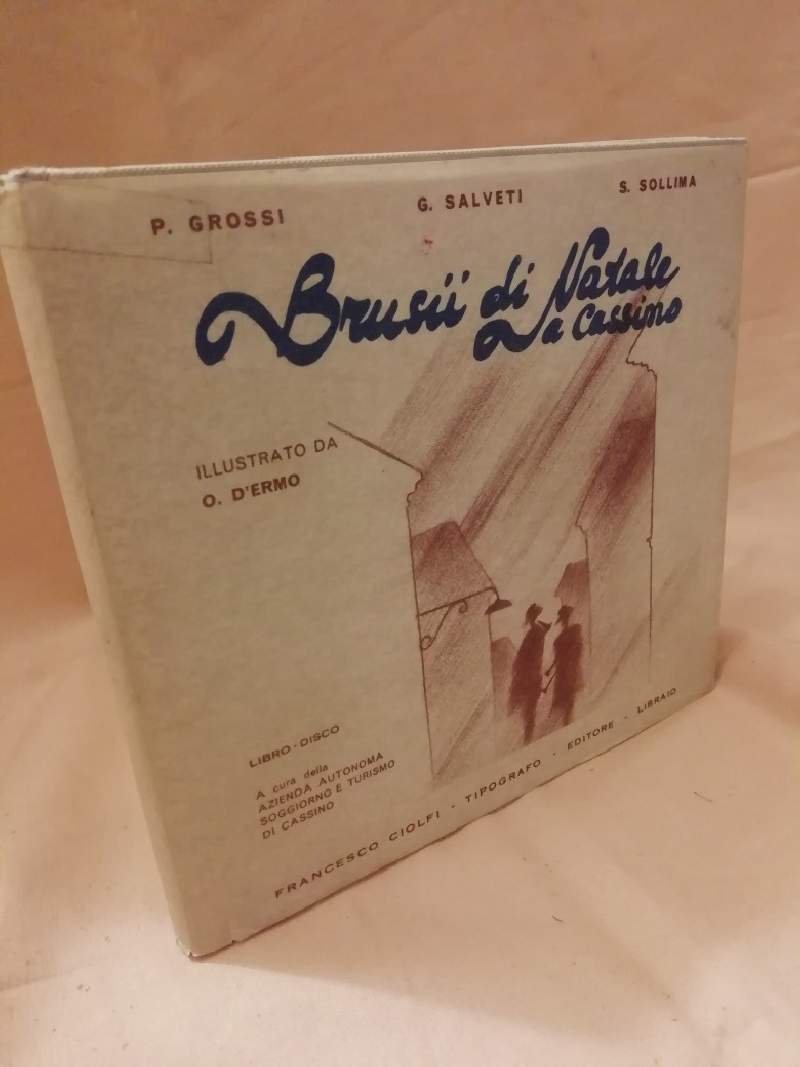 P. GROSSI
G. SALVETI
S. SOLLIMA
Brusii di Natale
a Cassino
ILLUSTRATO DA
O. D'ERMO
LIBRO - DISCO
A cura della
AZIENDA AUTONOMA
SOGGIORNO E TURISMO
DI CASSINO
FRANCESCO CIOLFI - TIPOGRAFO - EDITORE - LIBRAIO